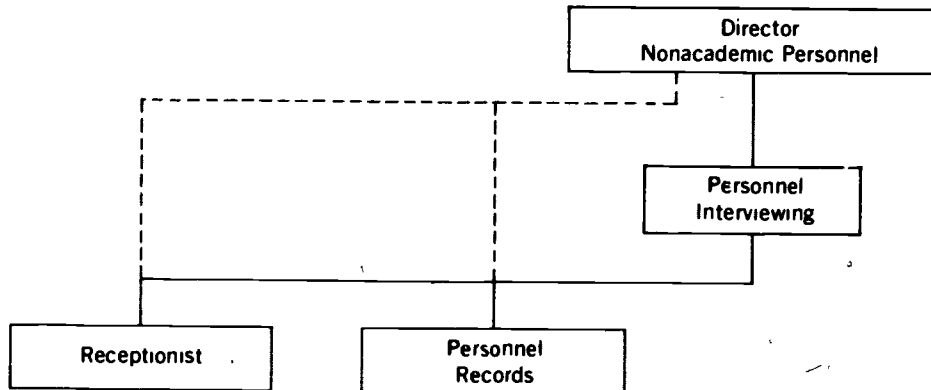 Director
Nonacademic Personnel
Personnel
Interviewing
Receptionist
Personnel
Records